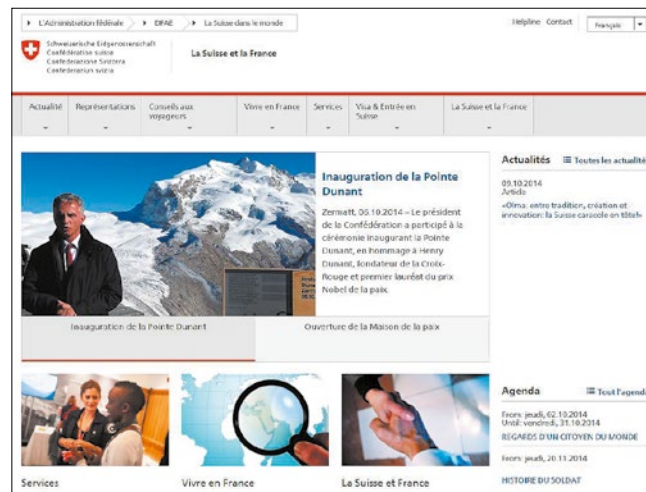 L'Administration fédérale
DFAE
La Suisse dans le monde
Helpline
Contact
Français
Schweizerische Eidgenossenschaft
Confédération suisse
Confederazione Svizzera
Confederaziun svizra
La Suisse et la France
Actualité
Représentations
Conseils aux
voyageurs
Vivre en France
Services
Visa & Entrée en
Suisse
La Suisse et la France
Inauguration de la Pointe
Dunant
Zermatt, 06.10.2014 – Le président
de la Confédération a participé à la
cérémonie inaugurant la Pointe
Dunant, en hommage à Henry
Dunant, fondateur de la Croix-
Rouge et premier lauréat du prix
Nobel de la paix.
Inauguration de la Pointe Dunant
Ouverture de la Maison de la paix
Actualités
Toutes les actualité
09.10.2014
Article
«Olma: entre tradition, création et
innovation: la Suisse caracole en tête!»
Agenda
Tout l'agenda
From: jeudi, 02.10.2014
Until: vendredi, 31.10.2014
REGARDS D'UN CITOYEN DU MONDE
From: jeudi, 20.11.2014
HISTOIRE DU SOLDAT
Services
Vivre en France
La Suisse et la France